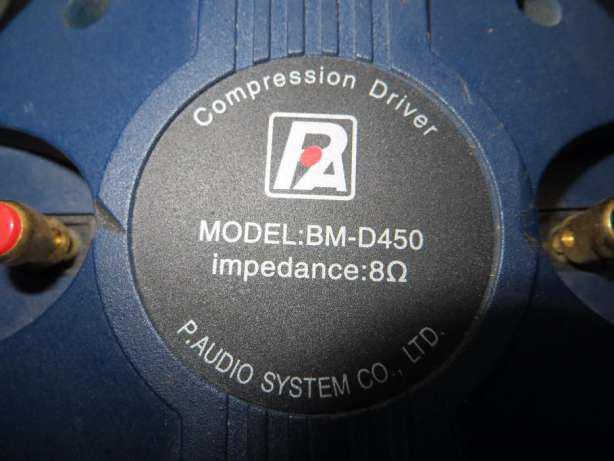 Compression Driver
PA
MODEL:BM-D450
impedance:8Ω
P.AUDIO SYSTEM CO., LTD.